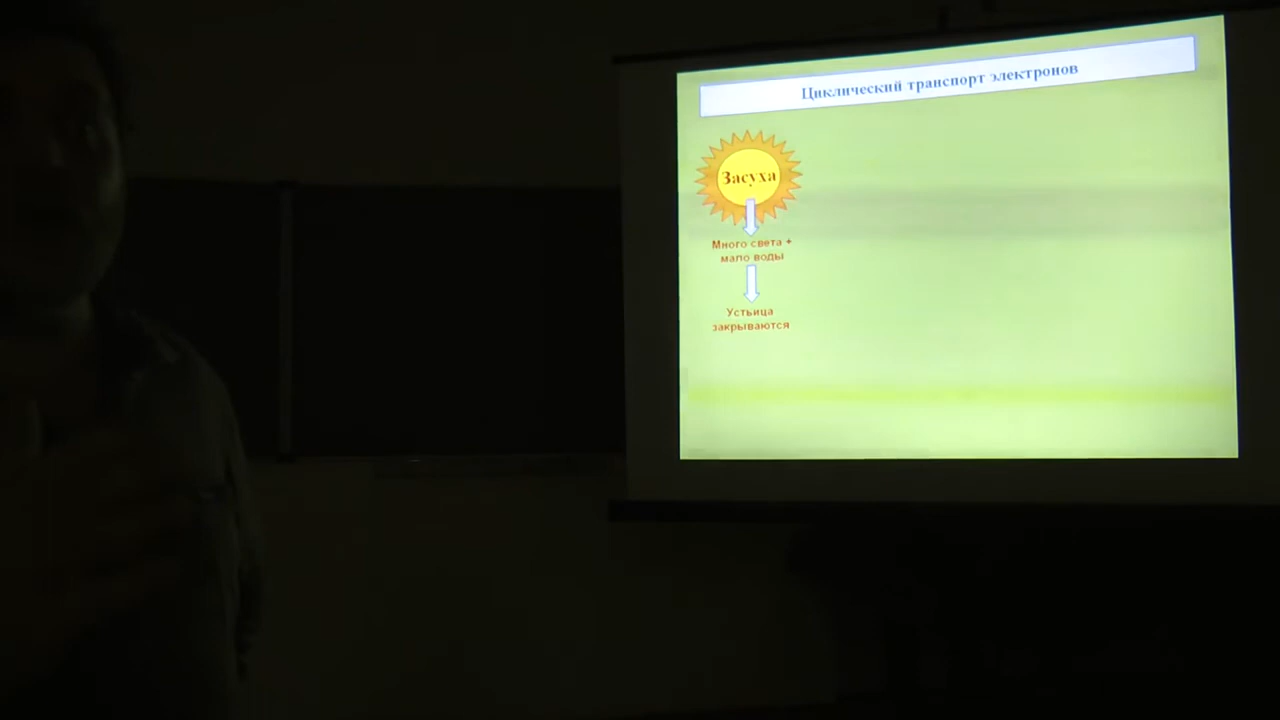 Циклический транспорт электронов
Засуха
Много света +
мало воды
Устьица
закрываются